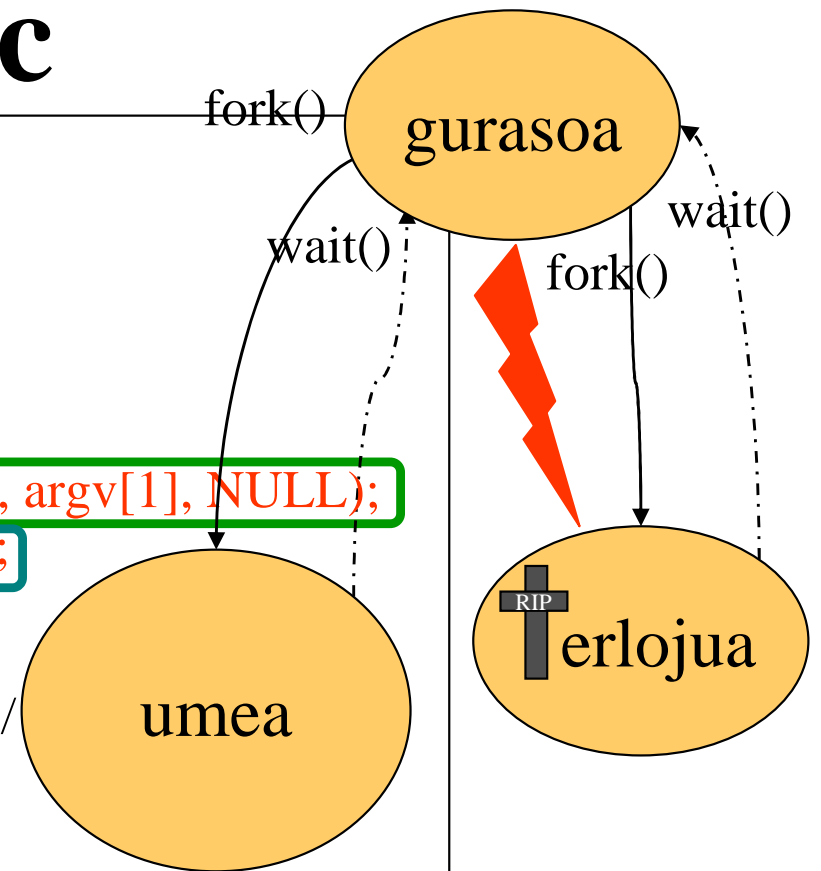 c
fork()
gurasoa
wait()
wait()
fork()
, argv[1], NULL);
;
RIP
erlojua
/
umea